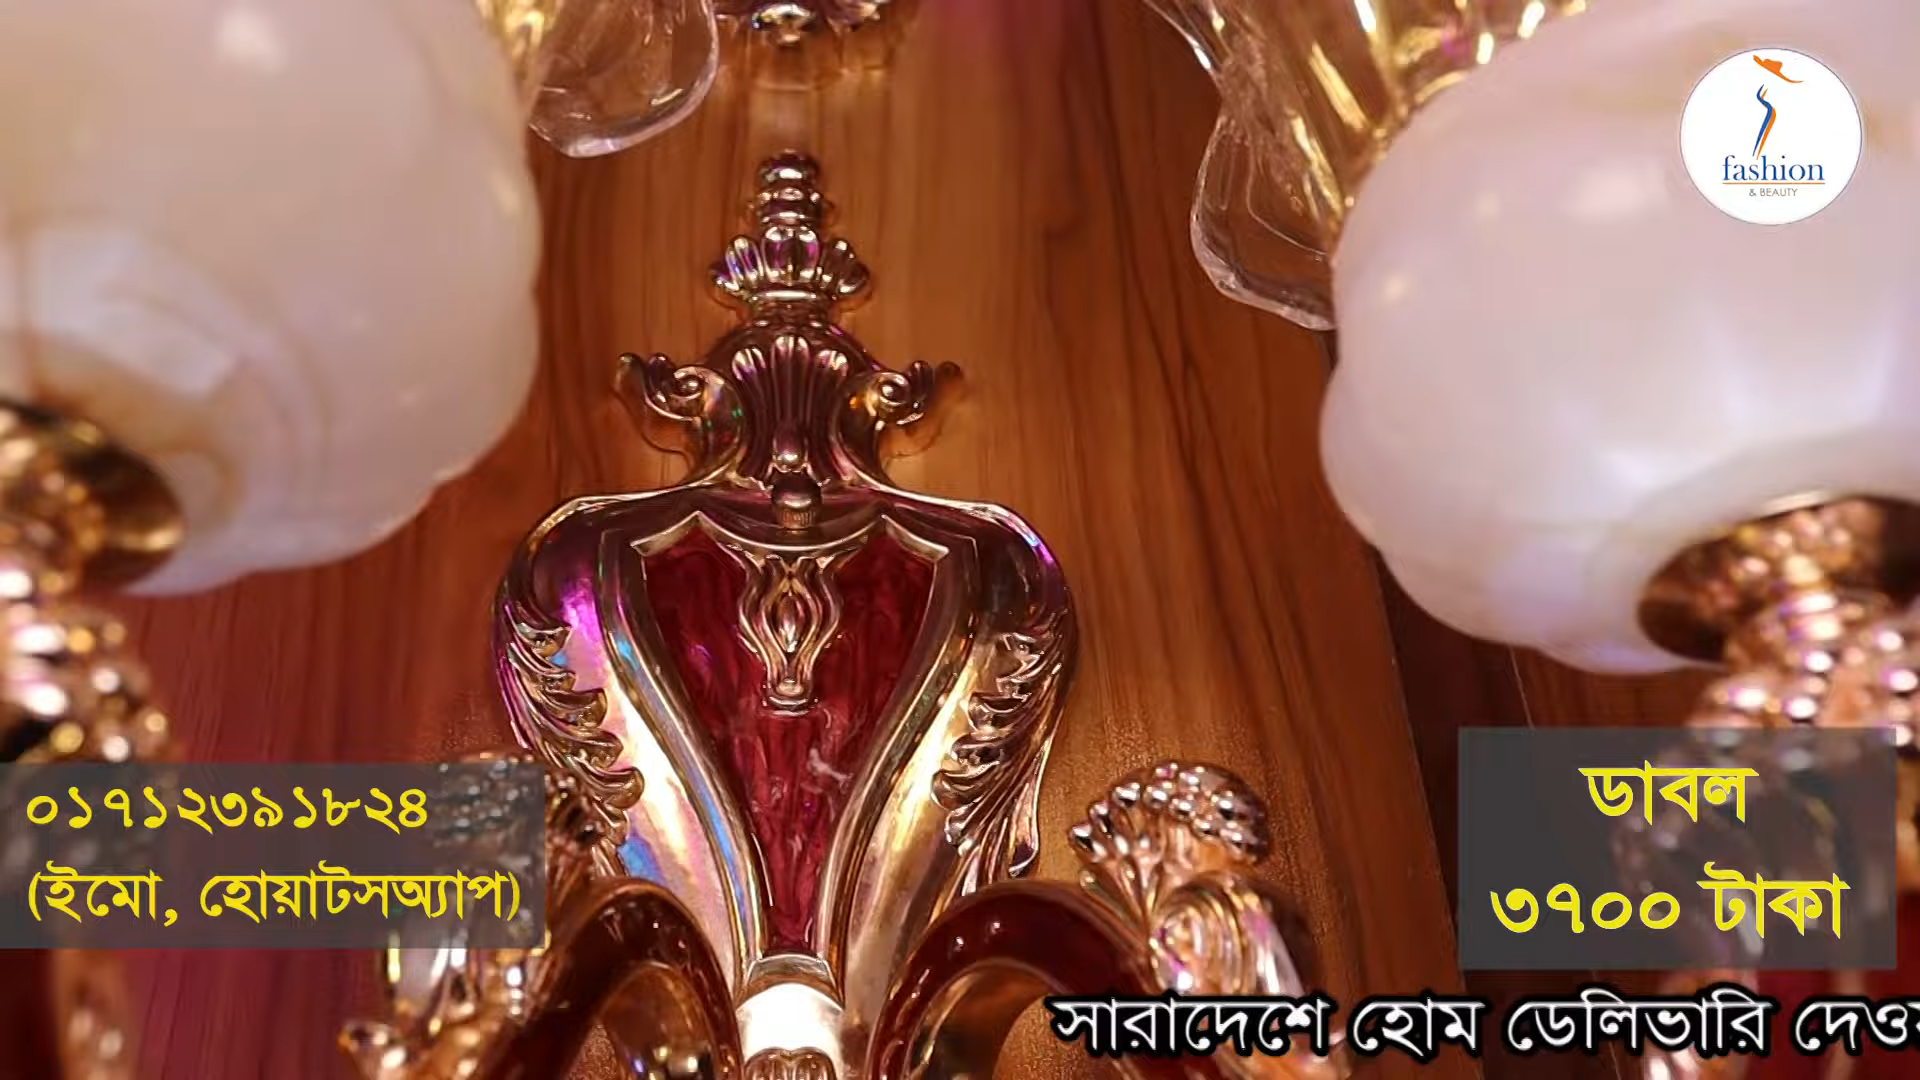 fashion
& BEAUTY
০১৭১২৩৯১৮২৪
(ইমো, হোয়াটসঅ্যাপ)
ডাবল
৩৭০০ টাকা
সারাদেশে হোম ডেলিভারি